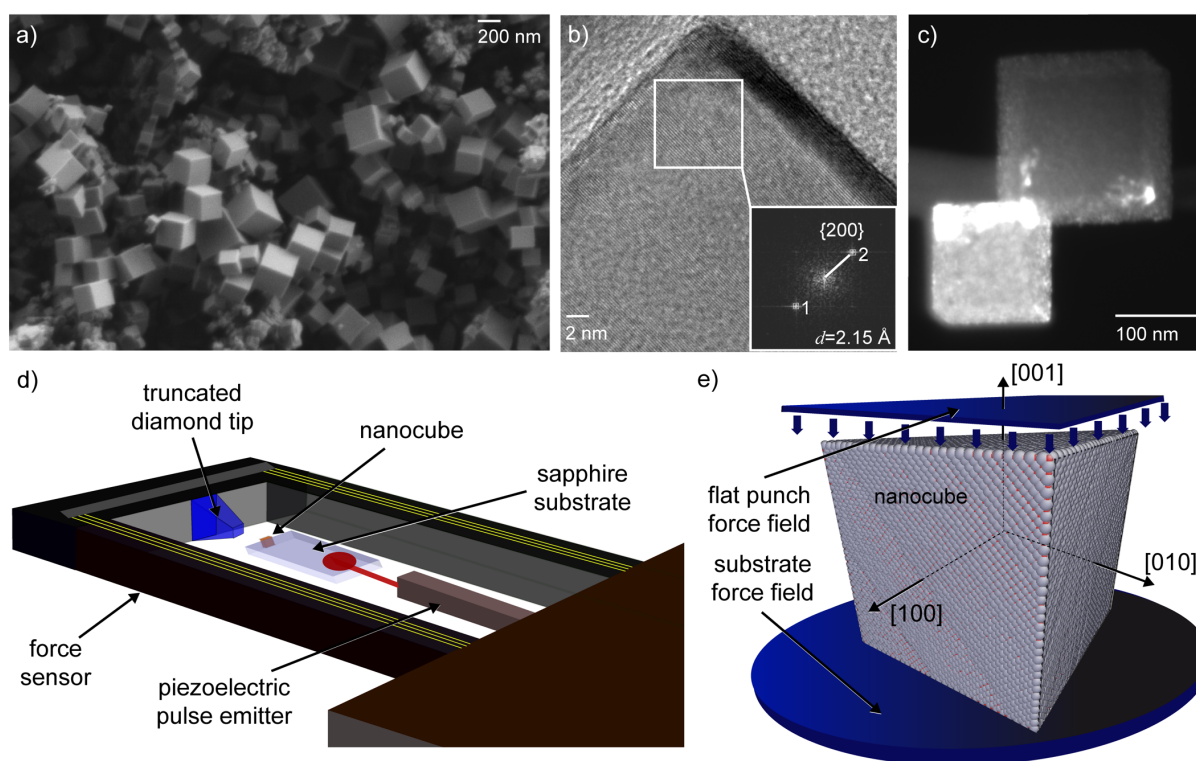 a)
200 nm
b)
{200}
2
1
2 nm
d=2.15 Å
c)
100 nm
d)
truncated
diamond tip
nanocube
sapphire
substrate
force
sensor
piezoelectric
pulse emitter
e)
[001]
flat punch
force field
nanocube
substrate
force field
[010]
[100]